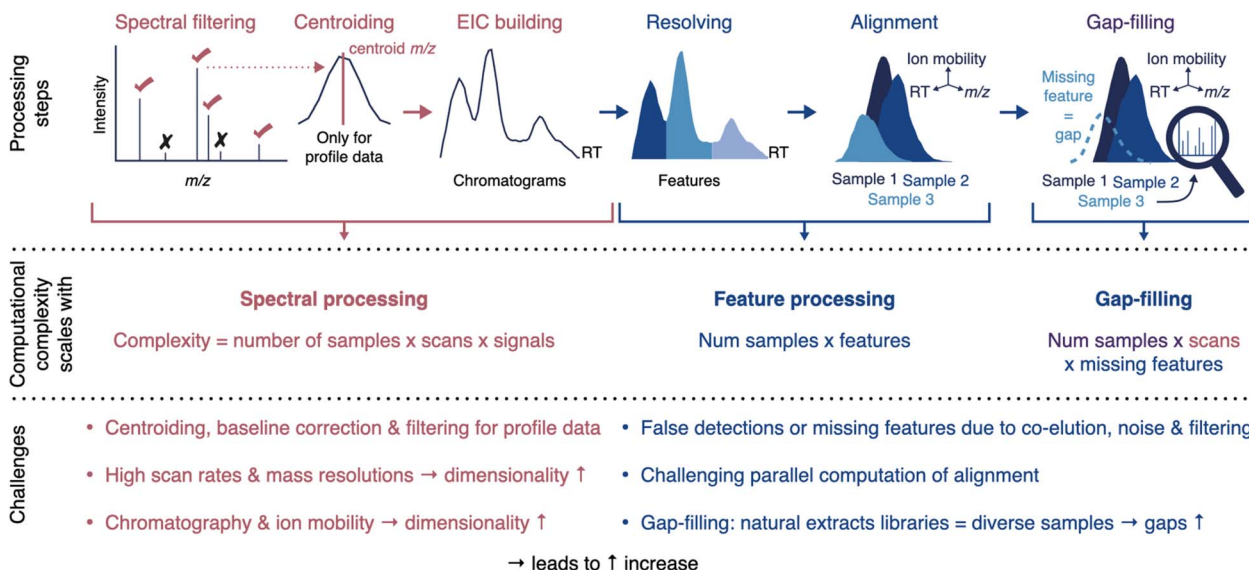 Processing
steps
Spectral filtering
Centroiding
EIC building
Resolving
Alignment
Gap-filling
Intensity
m/z
centroid m/z
Only for
profile data
RT
Chromatograms
RT
Features
Ion mobility
RT
m/z
Sample 1 Sample 2
Sample 3
Missing
feature
=
gap
Ion mobility
RT
m/z
Sample 1 Sample 2
Sample 3
Computational
complexity
scales with
Spectral processing
Complexity = number of samples x scans x signals
Feature processing
Num samples x features
Gap-filling
Num samples x scans
x missing features
Challenges
• Centroiding, baseline correction & filtering for profile data
• High scan rates & mass resolutions → dimensionality ↑
• Chromatography & ion mobility → dimensionality ↑
• False detections or missing features due to co-elution, noise & filtering
• Challenging parallel computation of alignment
• Gap-filling: natural extracts libraries = diverse samples → gaps ↑
→ leads to ↑ increase